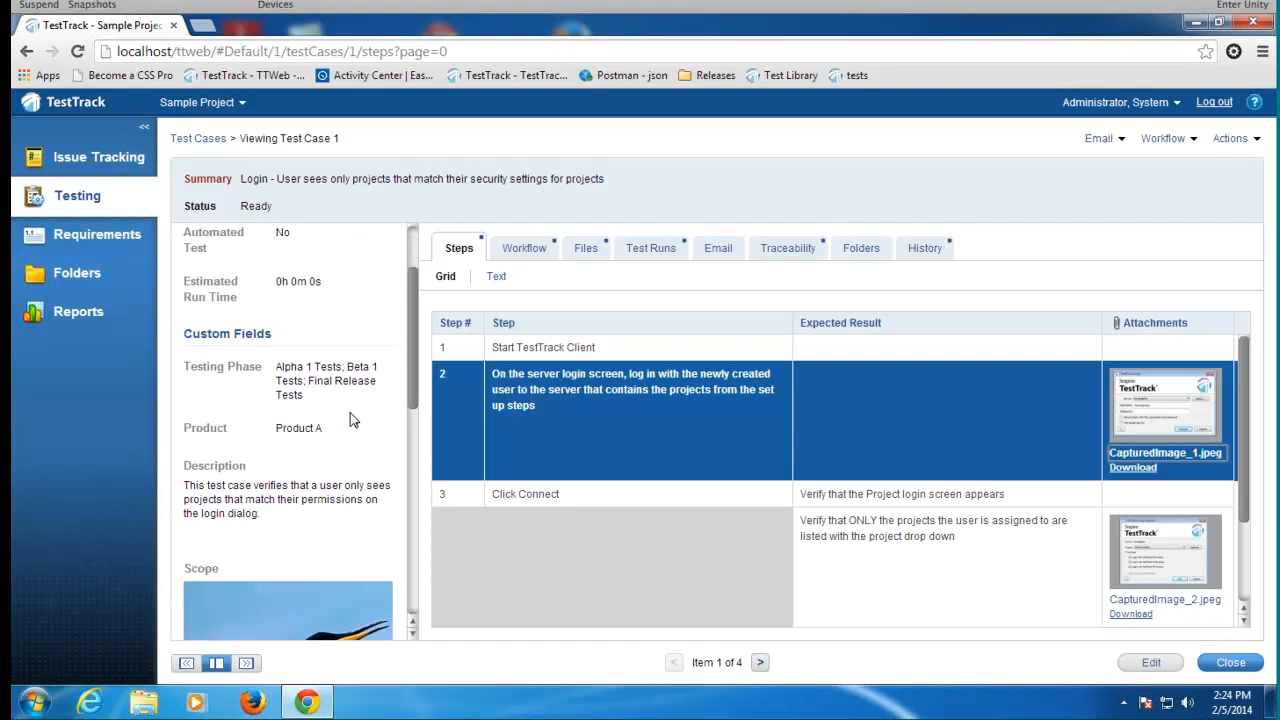 Suspend Snapshots Devices Enter Unity
TestTrack - Sample Projec
localhost/ttweb/#Default/1/testCases/1/steps?page=0
Apps Become a CSS Pro TestTrack - TTWeb -... Activity Center | Eas... TestTrack - TestTrac... Postman - json Releases Test Library tests
TestTrack Sample Project Administrator, System Log out ?
<<
Test Cases > Viewing Test Case 1 Email Workflow Actions
Issue Tracking
Testing
Requirements
Folders
Reports
Summary Login - User sees only projects that match their security settings for projects
Status Ready
Automated Test No
Estimated Run Time 0h 0m 0s
Custom Fields
Testing Phase Alpha 1 Tests; Beta 1
Tests; Final Release
Tests
Product Product A
Description
This test case verifies that a user only sees
projects that match their permissions on
the login dialog.
Scope
Steps Workflow Files Test Runs Email Traceability Folders History
Grid Text
Step # Step Expected Result Attachments
1 Start TestTrack Client
2 On the server login screen, log in with the newly created
user to the server that contains the projects from the set
up steps
TestTrack
CapturedImage_1.jpeg
Download
3 Click Connect Verify that the Project login screen appears
Verify that ONLY the projects the user is assigned to are
listed with the project drop down
TestTrack
CapturedImage_2.jpeg
Download
< Item 1 of 4 > Edit Close
2:24 PM
2/5/2014